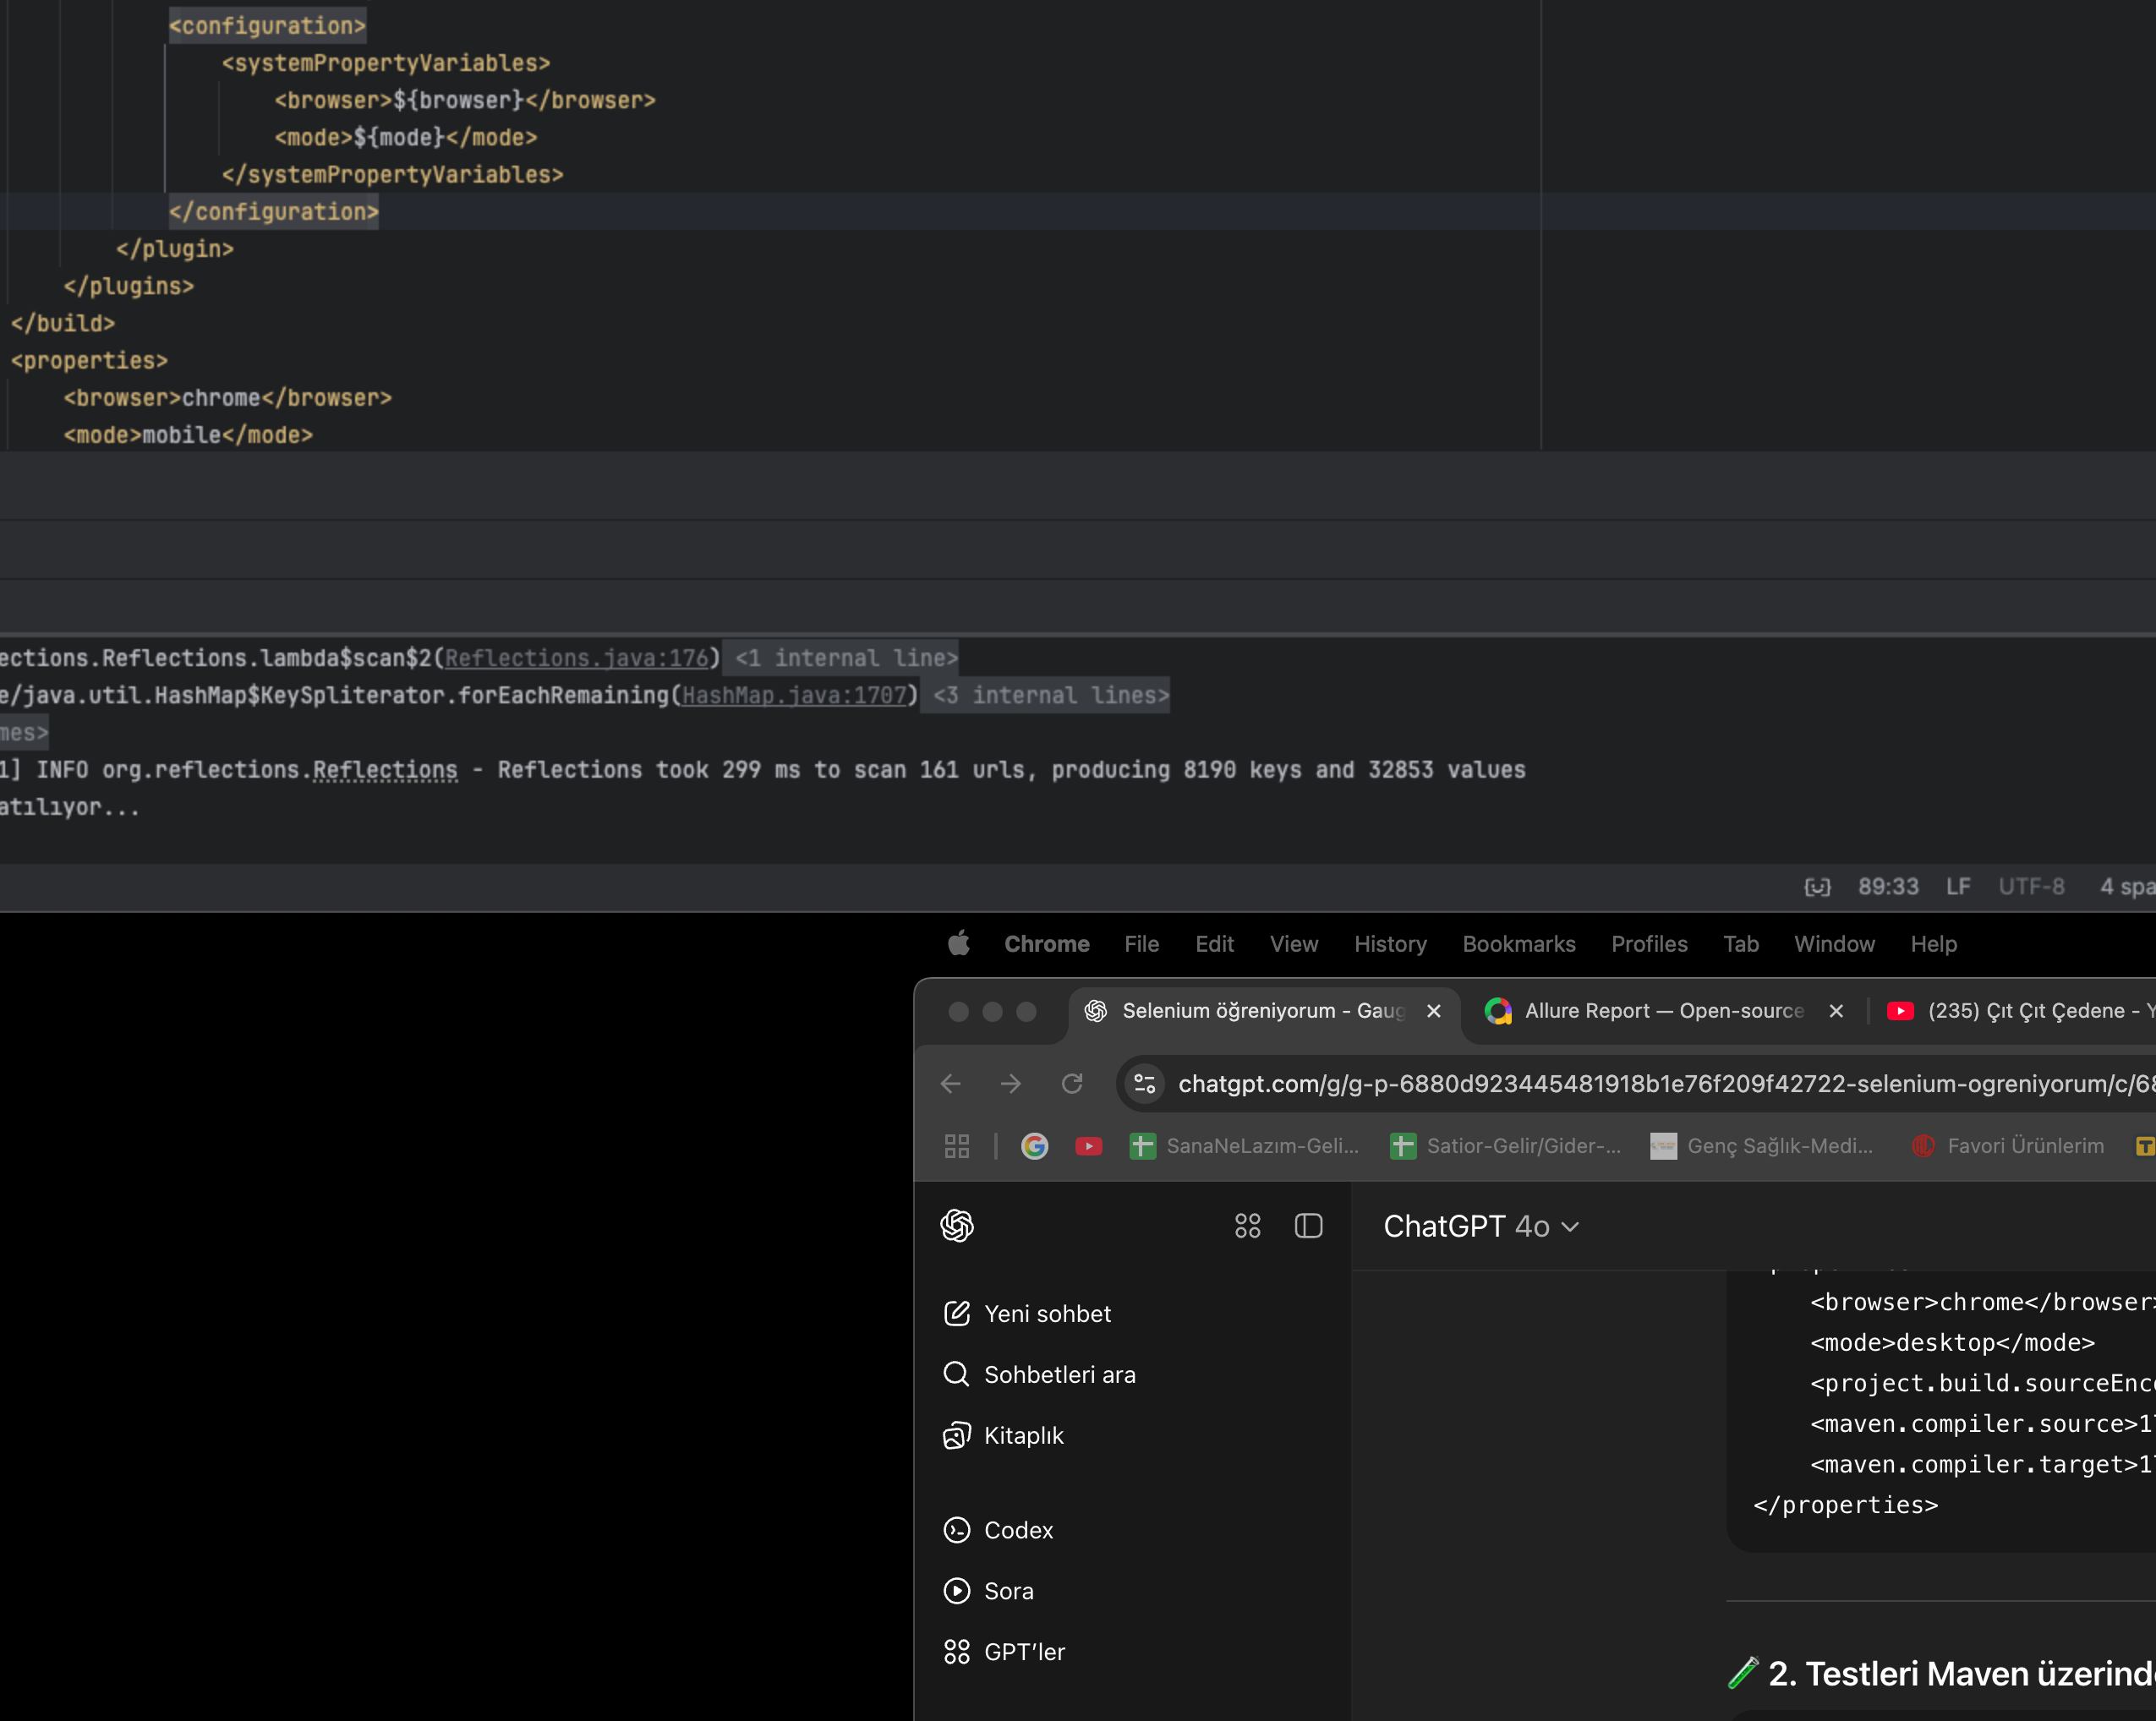 <configuration>
<systemPropertyVariables>
<browser>${browser}</browser>
<mode>${mode}</mode>
</systemPropertyVariables>
</configuration>
</plugin>
</plugins>
</build>
<properties>
<browser>chrome</browser>
<mode>mobile</mode>
ections.Reflections.lambda$scan$2(Reflections.java:176) <1 internal line>
e/java.util.HashMap$KeySpliterator.forEachRemaining(HashMap.java:1707) <3 internal lines>
mes>
1] INFO org.reflections.Reflections - Reflections took 299 ms to scan 161 urls, producing 8190 keys and 32853 values
atılıyor...
89:33 LF UTF-8 4 spa
Chrome File Edit View History Bookmarks Profiles Tab Window Help
Selenium öğreniyorum - Gaug Allure Report — Open-source (235) Çıt Çıt Çedene - Y
chatgpt.com/g/g-p-6880d923445481918b1e76f209f42722-selenium-ogreniyorum/c/68
SanaNeLazım-Geli... Satior-Gelir/Gider-... Genç Sağlık-Medi... Favori Ürünlerim
ChatGPT 4o
Yeni sohbet
Sohbetleri ara
Kitaplık
Codex
Sora
GPT'ler
<browser>chrome</browser>
<mode>desktop</mode>
<project.build.sourceEnc
<maven.compiler.source>1
<maven.compiler.target>1
</properties>
2. Testleri Maven üzerind